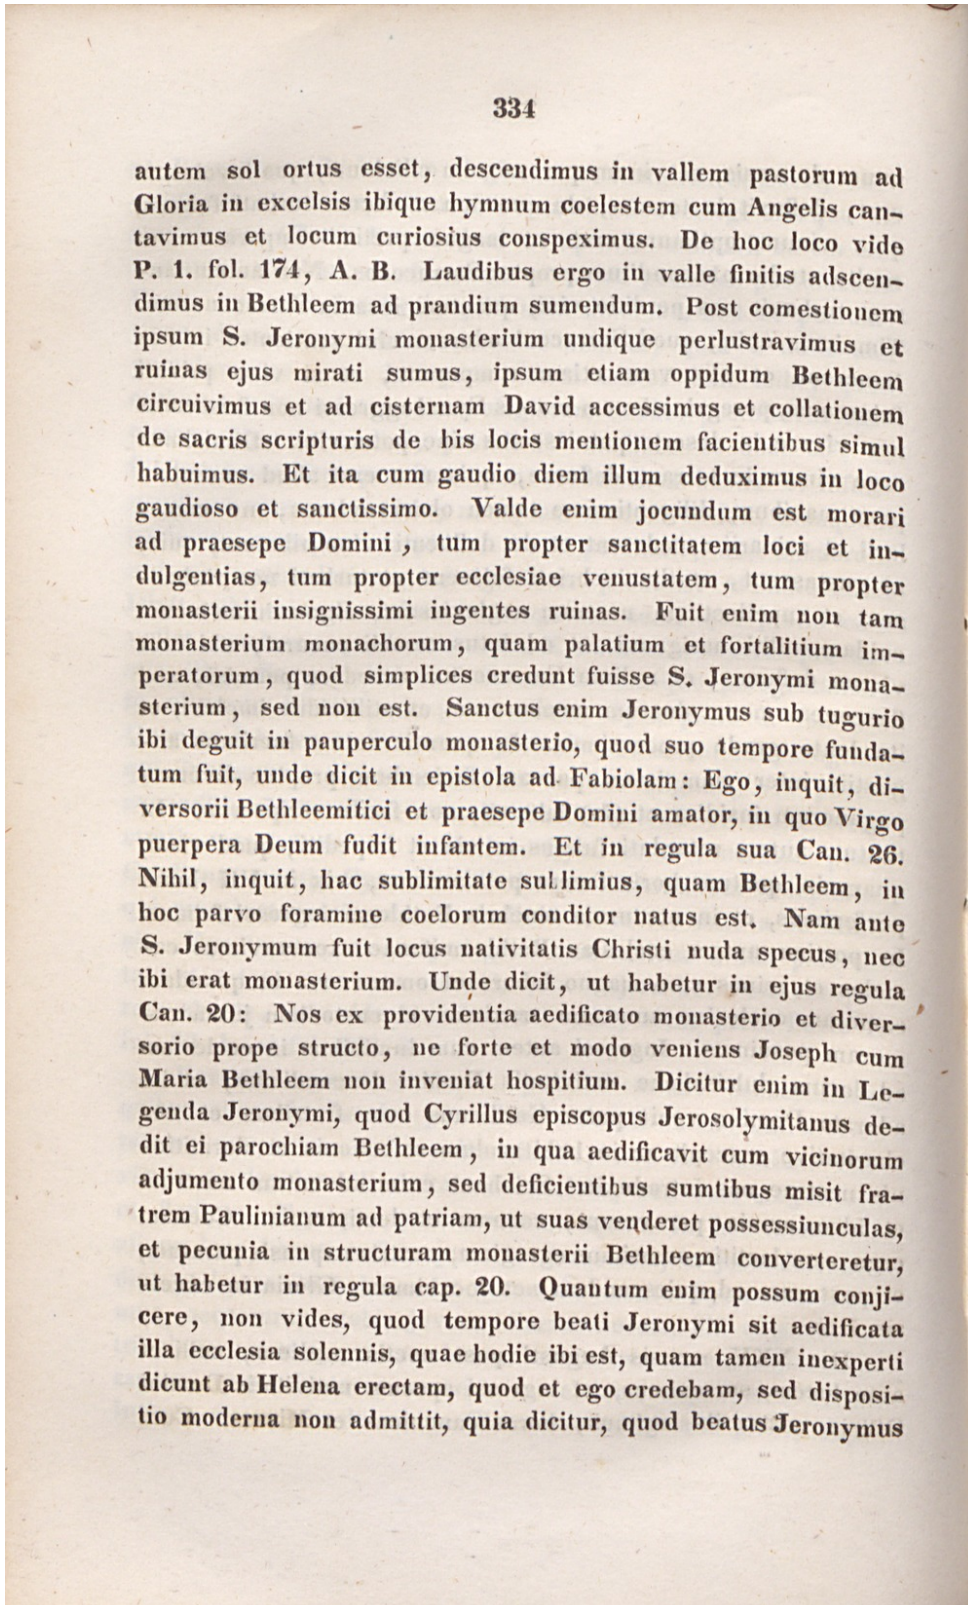 334
autem sol ortus esset, descendimus in vallem pastorum ad
Gloria in excelsis ibique hymnum coelestem cum Angelis can-
tavimus et locum curiosius conspeximus. De hoc loco vide
P. 1. fol. 174, A. B. Laudibus ergo in valle finitis adscen-
dimus in Bethleem ad prandium sumendum. Post comestionem
ipsum S. Jeronymi monasterium undique perlustravimus et
ruinas ejus mirati sumus, ipsum etiam oppidum Bethleem
circuivimus et ad cisternam David accessimus et collationem
de sacris scripturis de his locis mentionem facientibus simul
habuimus. Et ita cum gaudio diem illum deduximus in loco
gaudioso et sanctissimo. Valde enim jocundum est morari
ad praesepe Domini, tum propter sanctitatem loci et in-
dulgentias, tum propter ecclesiae venustatem, tum propter
monasterii insignissimi ingentes ruinas. Fuit enim non tam
monasterium monachorum, quam palatium et fortalitium im-
peratorum, quod simplices credunt fuisse S. Jeronymi mona-
sterium, sed non est. Sanctus enim Jeronymus sub tugurio
ibi deguit in pauperculo monasterio, quod suo tempore funda-
tum fuit, unde dicit in epistola ad Fabiolam: Ego, inquit, di-
versorii Bethleemitici et praesepe Domini amator, in quo Virgo
puerpera Deum fudit infantem. Et in regula sua Can. 26.
Nihil, inquit, hac sublimitate sublimius, quam Bethleem, in
hoc parvo foramine coelorum conditor natus est. Nam ante
S. Jeronymum fuit locus nativitatis Christi nuda specus, nec
ibi erat monasterium. Unde dicit, ut habetur in ejus regula
Can. 20: Nos ex providentia aedificato monasterio et diver-
sorio prope structo, ne forte et modo veniens Joseph cum
Maria Bethleem non inveniat hospitium. Dicitur enim in Le-
genda Jeronymi, quod Cyrillus episcopus Jerosolymitanus de-
dit ei parochiam Bethleem, in qua aedificavit cum vicinorum
adjumento monasterium, sed deficientibus sumtibus misit fra-
trem Paulinianum ad patriam, ut suas venderet possessiunculas,
et pecunia in structuram monasterii Bethleem converteretur,
ut habetur in regula cap. 20. Quantum enim possum conji-
cere, non vides, quod tempore beati Jeronymi sit aedificata
illa ecclesia solennis, quae hodie ibi est, quam tamen inexperti
dicunt ab Helena erectam, quod et ego credebam, sed disposi-
tio moderna non admittit, quia dicitur, quod beatus Jeronymus